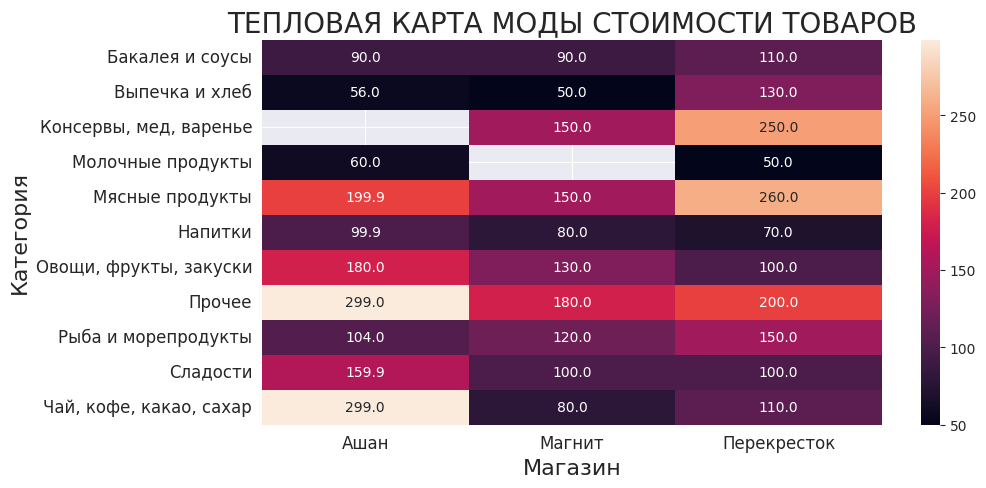 ТЕПЛОВАЯ КАРТА МОДЫ СТОИМОСТИ ТОВАРОВ
Категория
Бакалея и соусы 90.0 90.0 110.0
Выпечка и хлеб 56.0 50.0 130.0
Консервы, мед, варенье 150.0 250.0
Молочные продукты 60.0 50.0
Мясные продукты 199.9 150.0 260.0
Напитки 99.9 80.0 70.0
Овощи, фрукты, закуски 180.0 130.0 100.0
Прочее 299.0 180.0 200.0
Рыба и морепродукты 104.0 120.0 150.0
Сладости 159.9 100.0 100.0
Чай, кофе, какао, сахар 299.0 80.0 110.0
Ашан Магнит Перекресток
Магазин
250
200
150
100
50